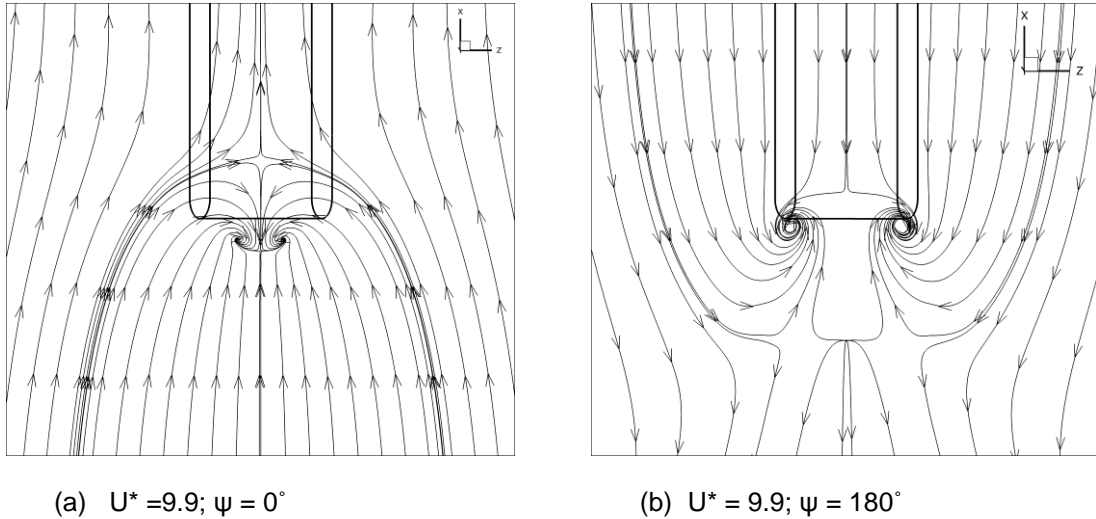 x
z
X
Z
(a) U* =9.9; ψ = 0°
(b) U* = 9.9; ψ = 180°